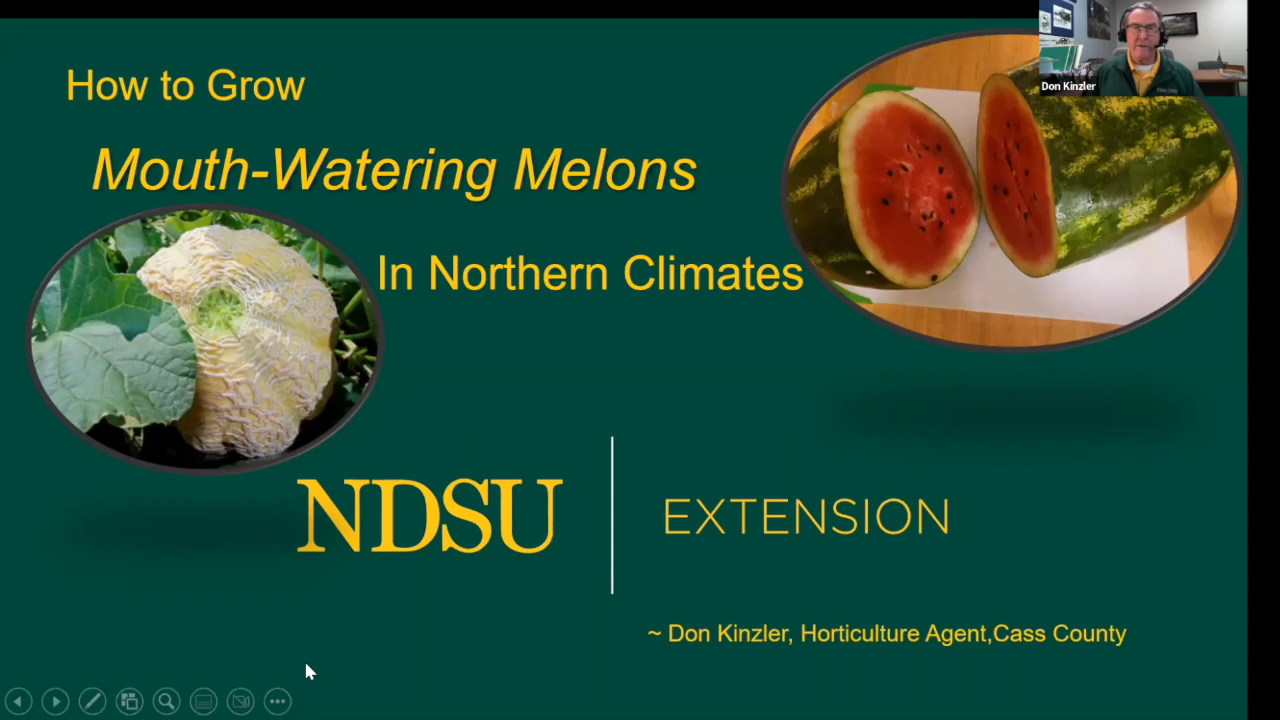 Don Kinzler
How to Grow
Mouth-Watering Melons
In Northern Climates
NDSU
EXTENSION
~ Don Kinzler, Horticulture Agent,Cass County